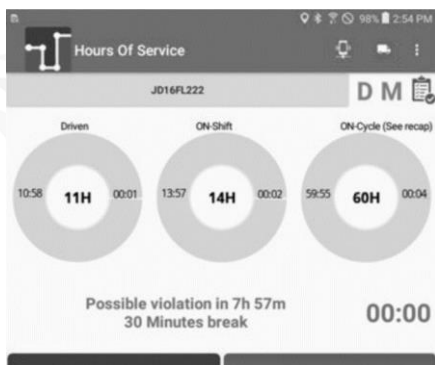 98% 2:54 PM
Hours Of Service
JD16FL222
D M
Driven
ON-Shift
ON-Cycle (See recap)
10:58 11H 00:01
13:57 14H 00:02
59:55 60H 00:04
Possible violation in 7h 57m
30 Minutes break
00:00